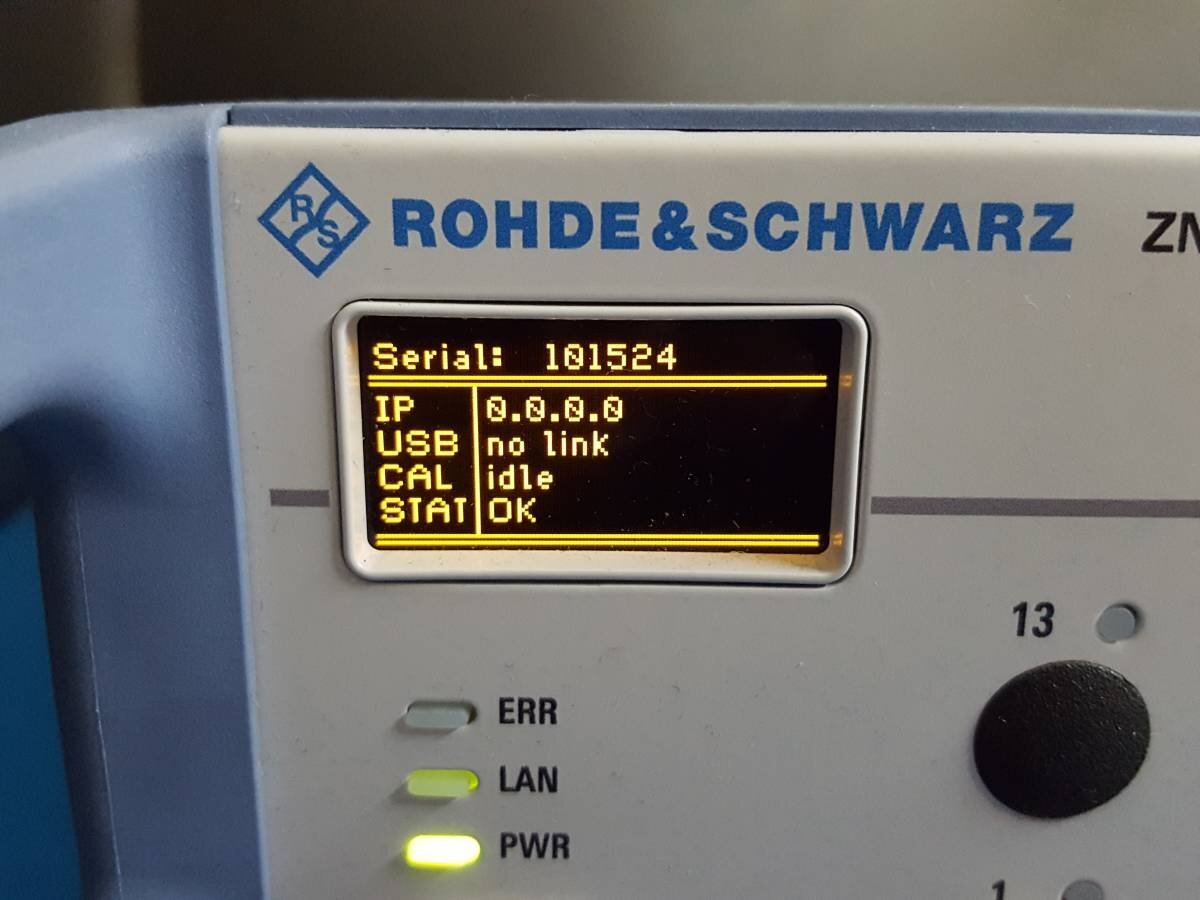 R S
ROHDE&SCHWARZ ZN
Serial: 101524
IP 0.0.0.0
USB no link
CAL idle
STAT OK
13
ERR
LAN
PWR
1